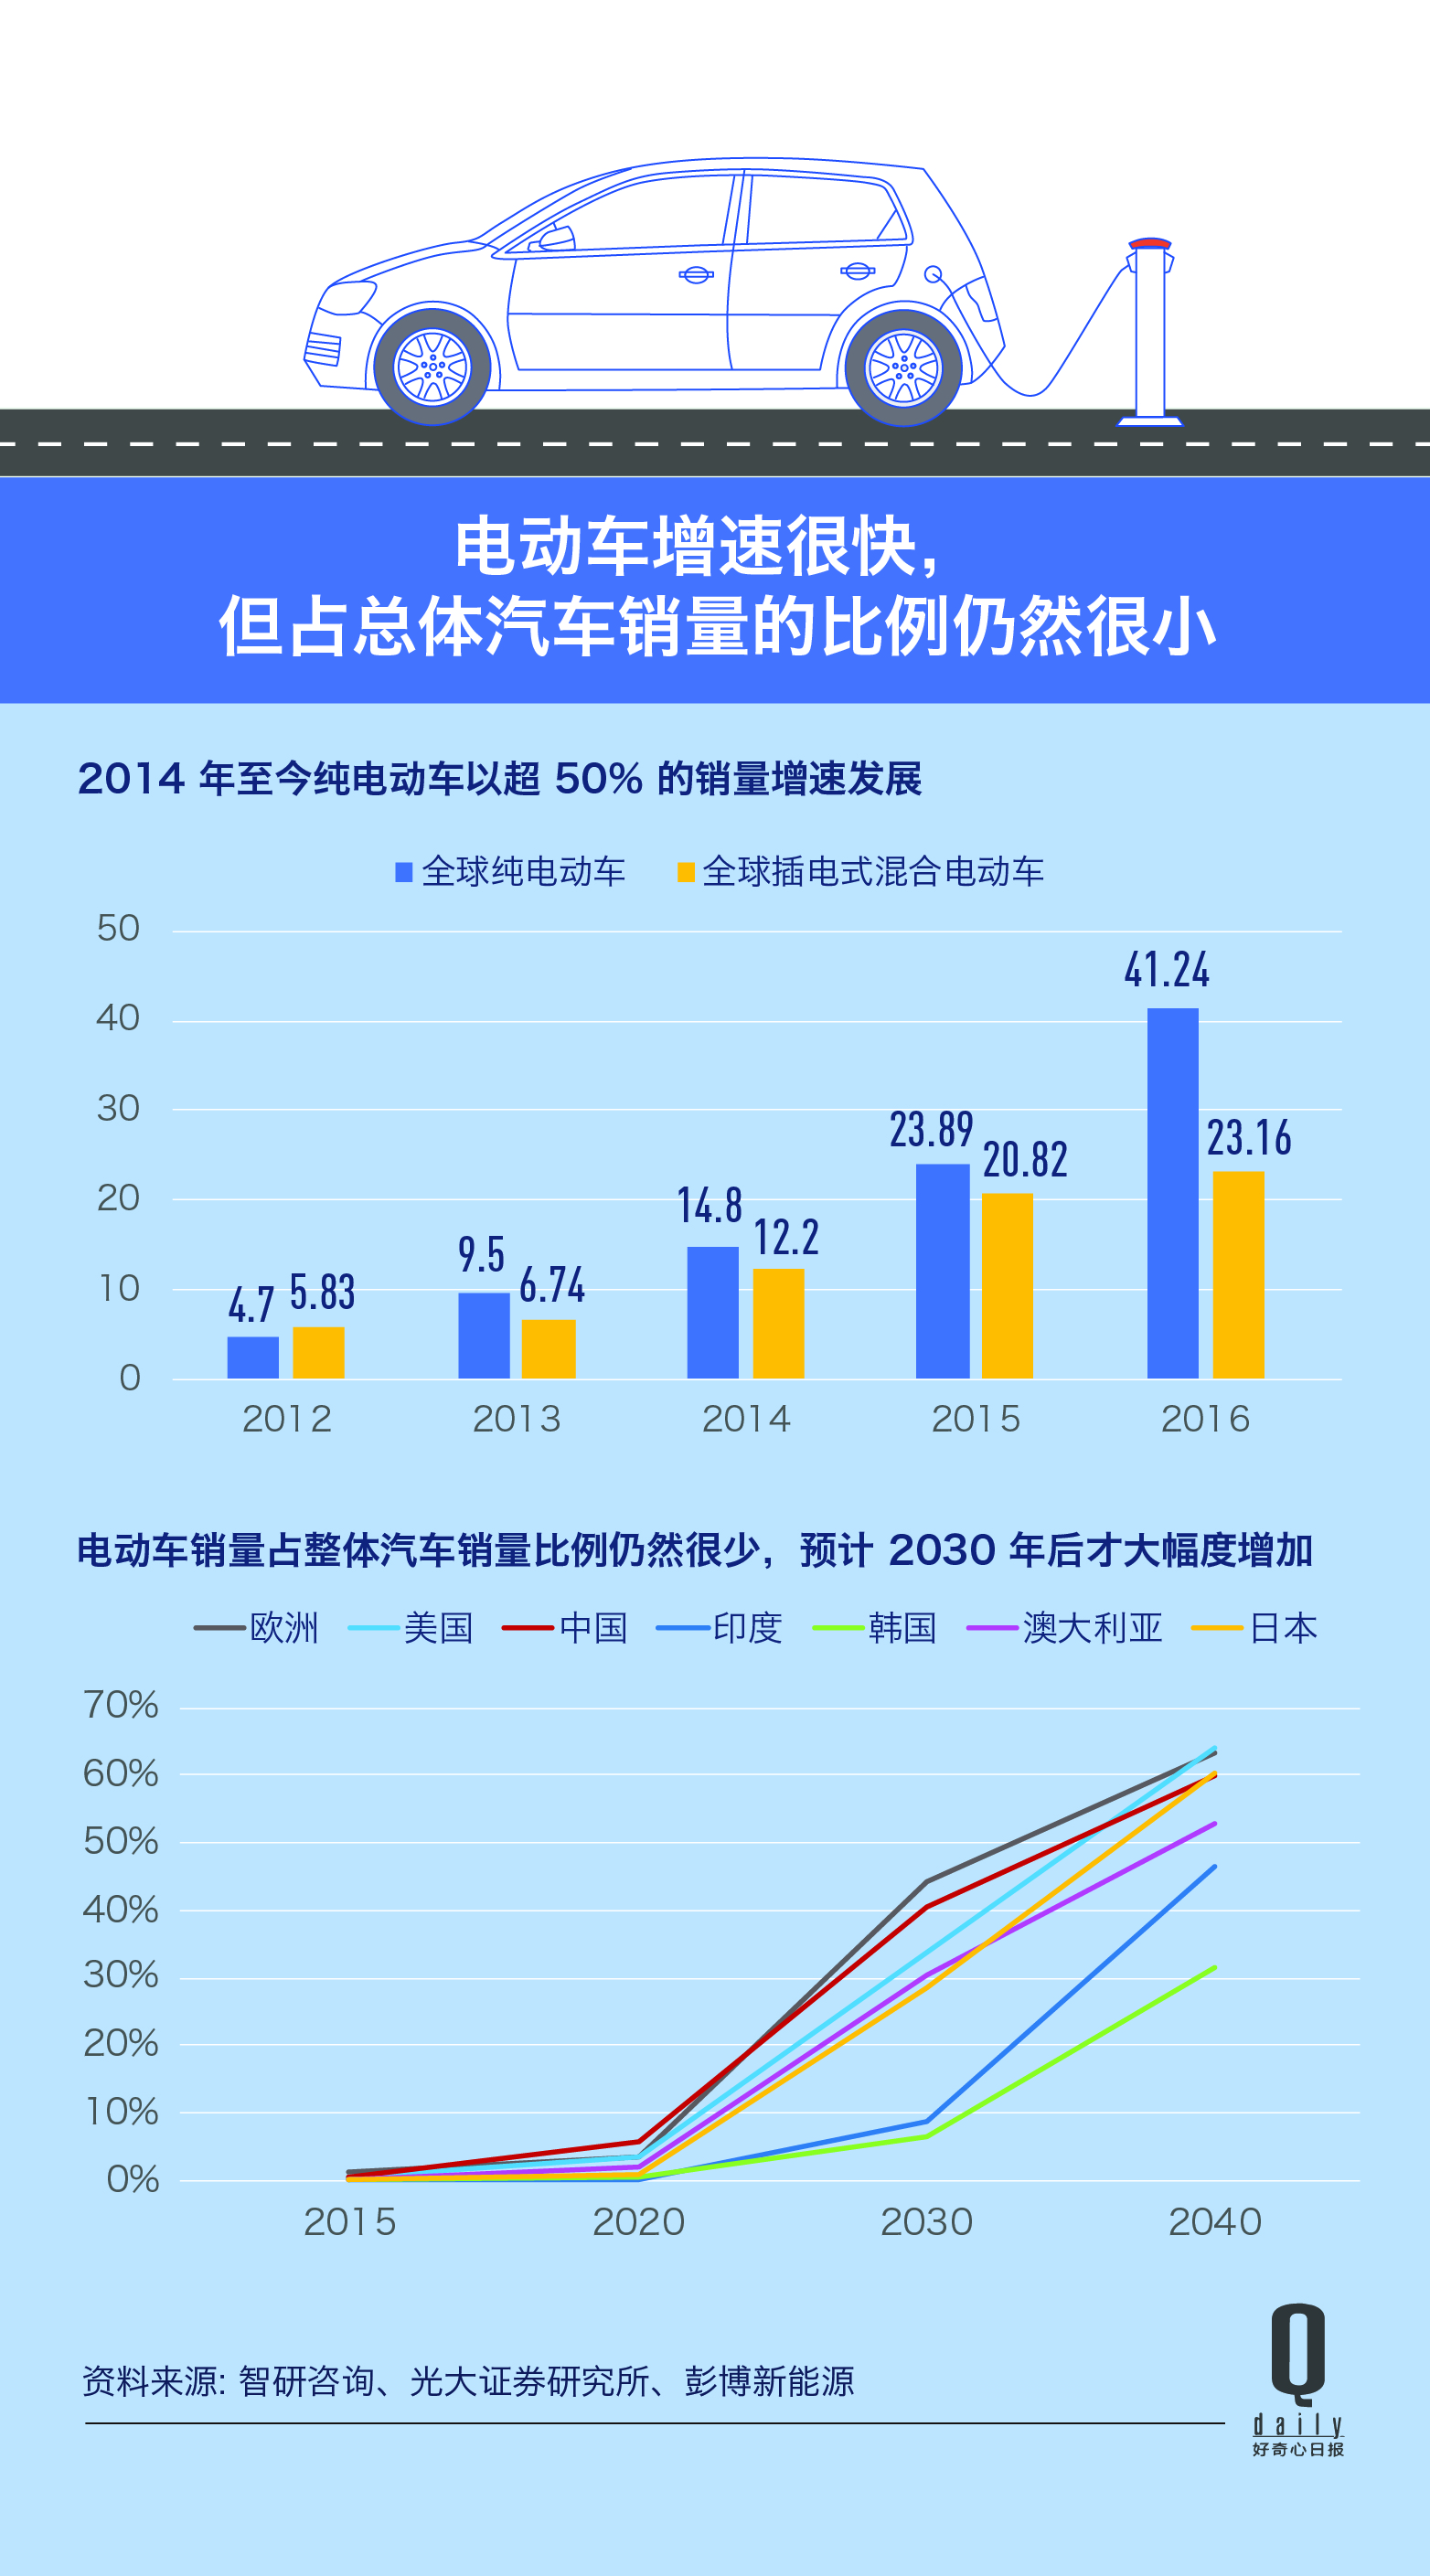 电动车增速很快，
但占总体汽车销量的比例仍然很小
2014 年至今纯电动车以超 50% 的销量增速发展
全球纯电动车 全球插电式混合电动车
50
40
30
20
10
0
41.24
23.89 20.82 23.16
14.8 12.2
9.5 6.74
4.7 5.83
2012 2013 2014 2015 2016
电动车销量占整体汽车销量比例仍然很少，预计 2030 年后才大幅度增加
欧洲 美国 中国 印度 韩国 澳大利亚 日本
70%
60%
50%
40%
30%
20%
10%
0%
2015 2020 2030 2040
资料来源: 智研咨询、光大证券研究所、彭博新能源
Q
daily
好奇心日报